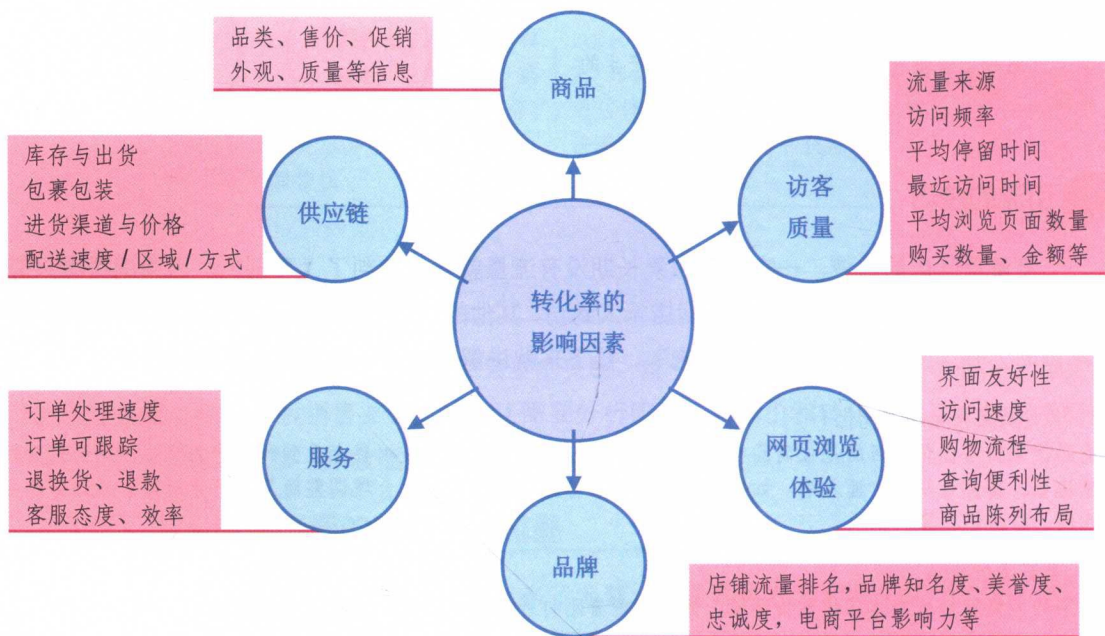 品类、售价、促销
外观、质量等信息
商品
流量来源
访问频率
平均停留时间
最近访问时间
平均浏览页面数量
购买数量、金额等
访客
质量
库存与出货
包裹包装
进货渠道与价格
配送速度 / 区域 / 方式
供应链
转化率的
影响因素
订单处理速度
订单可跟踪
退换货、退款
客服态度、效率
服务
界面友好性
访问速度
购物流程
查询便利性
商品陈列布局
网页浏览
体验
品牌
店铺流量排名，品牌知名度、美誉度、
忠诚度，电商平台影响力等